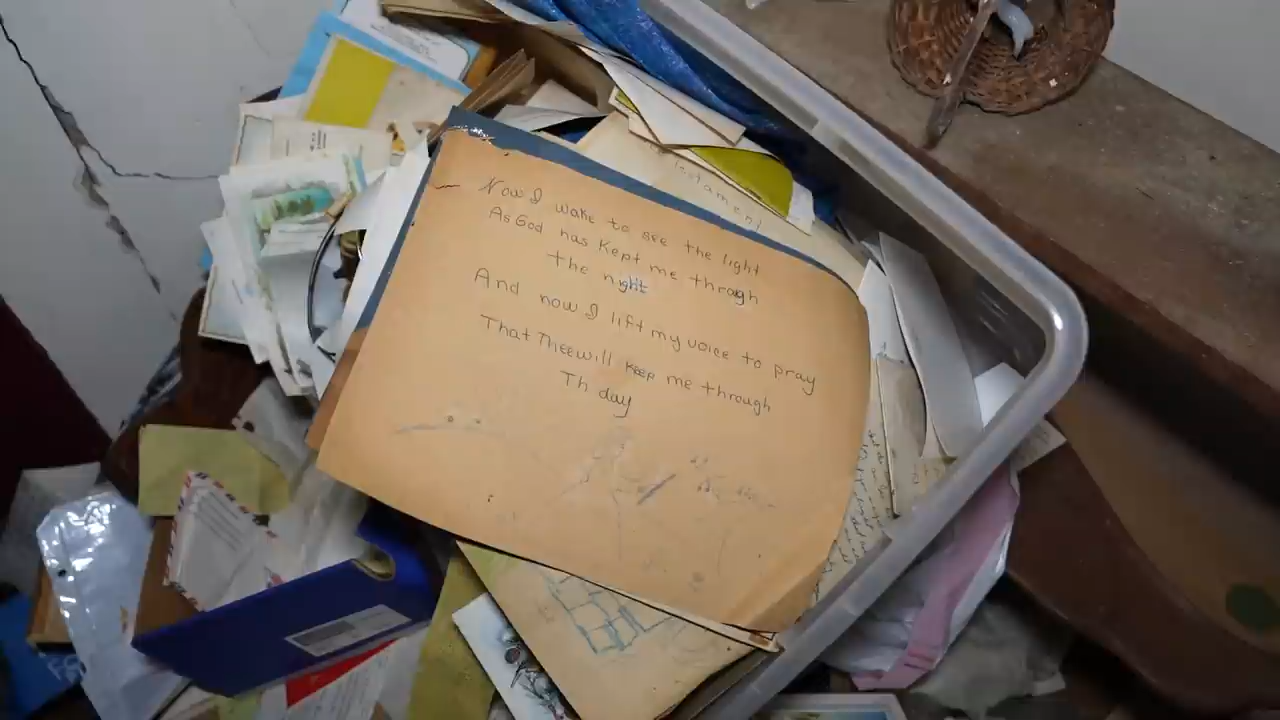 Now I wake to see the light
As God has kept me through
the night
And now I lift my voice to pray
That Thee will keep me through
Th day